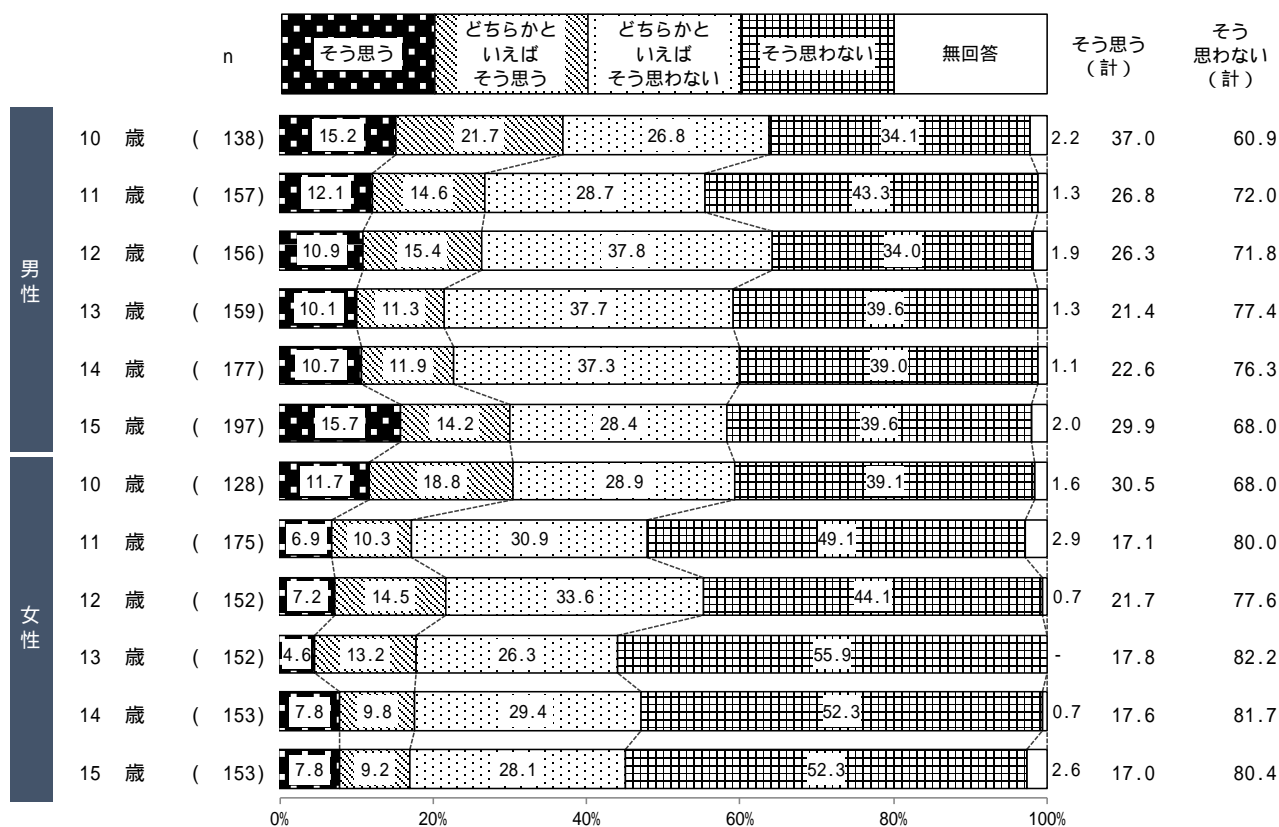 n
そう思う
どちらかと
いえば
そう思う
どちらかと
いえば
そう思わない
そう思わない
無回答
そう思う
（計）
そう
思わない
（計）
男性
10 歳 ( 138) 15.2 21.7 26.8 34.1 2.2 37.0 60.9
11 歳 ( 157) 12.1 14.6 28.7 43.3 1.3 26.8 72.0
12 歳 ( 156) 10.9 15.4 37.8 34.0 1.9 26.3 71.8
13 歳 ( 159) 10.1 11.3 37.7 39.6 1.3 21.4 77.4
14 歳 ( 177) 10.7 11.9 37.3 39.0 1.1 22.6 76.3
15 歳 ( 197) 15.7 14.2 28.4 39.6 2.0 29.9 68.0
女性
10 歳 ( 128) 11.7 18.8 28.9 39.1 1.6 30.5 68.0
11 歳 ( 175) 6.9 10.3 30.9 49.1 2.9 17.1 80.0
12 歳 ( 152) 7.2 14.5 33.6 44.1 0.7 21.7 77.6
13 歳 ( 152) 4.6 13.2 26.3 55.9 - 17.8 82.2
14 歳 ( 153) 7.8 9.8 29.4 52.3 0.7 17.6 81.7
15 歳 ( 153) 7.8 9.2 28.1 52.3 2.6 17.0 80.4
0% 20% 40% 60% 80% 100%